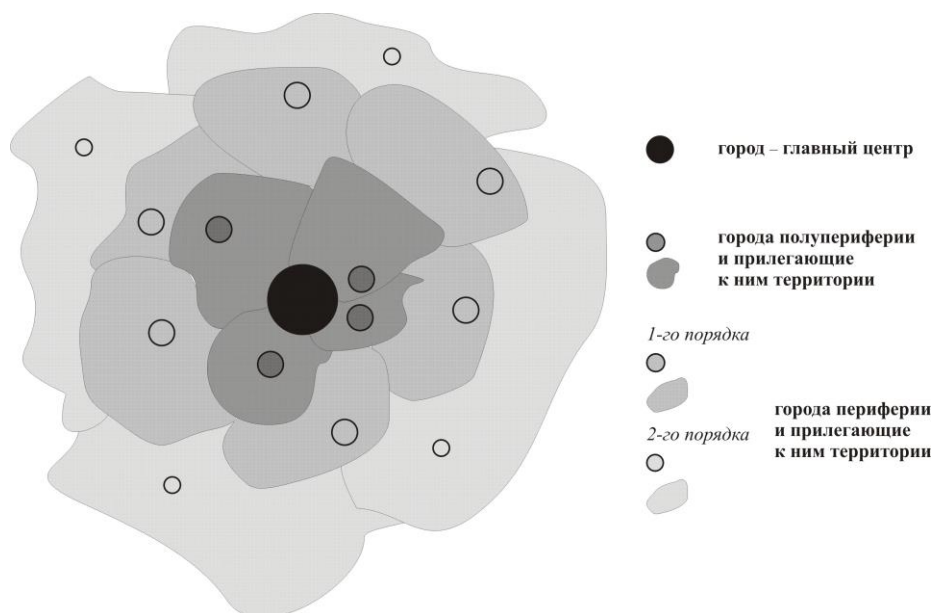 город – главный центр
города полупериферии
и прилегающие
к ним территории
1-го порядка
города периферии
и прилегающие
к ним территории
2-го порядка